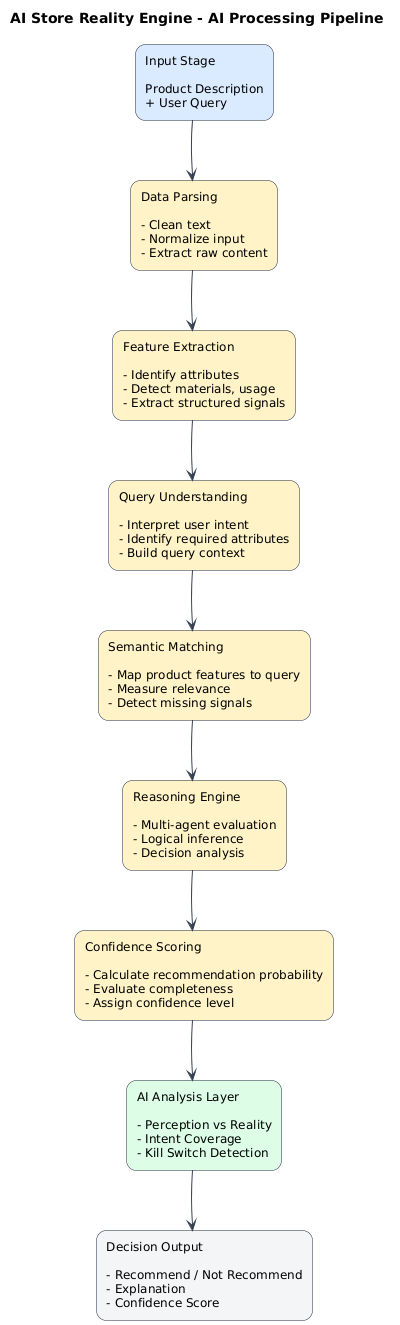 AI Store Reality Engine - AI Processing Pipeline
Input Stage
Product Description
+ User Query
Data Parsing
- Clean text
- Normalize input
- Extract raw content
Feature Extraction
- Identify attributes
- Detect materials, usage
- Extract structured signals
Query Understanding
- Interpret user intent
- Identify required attributes
- Build query context
Semantic Matching
- Map product features to query
- Measure relevance
- Detect missing signals
Reasoning Engine
- Multi-agent evaluation
- Logical inference
- Decision analysis
Confidence Scoring
- Calculate recommendation probability
- Evaluate completeness
- Assign confidence level
AI Analysis Layer
- Perception vs Reality
- Intent Coverage
- Kill Switch Detection
Decision Output
- Recommend / Not Recommend
- Explanation
- Confidence Score